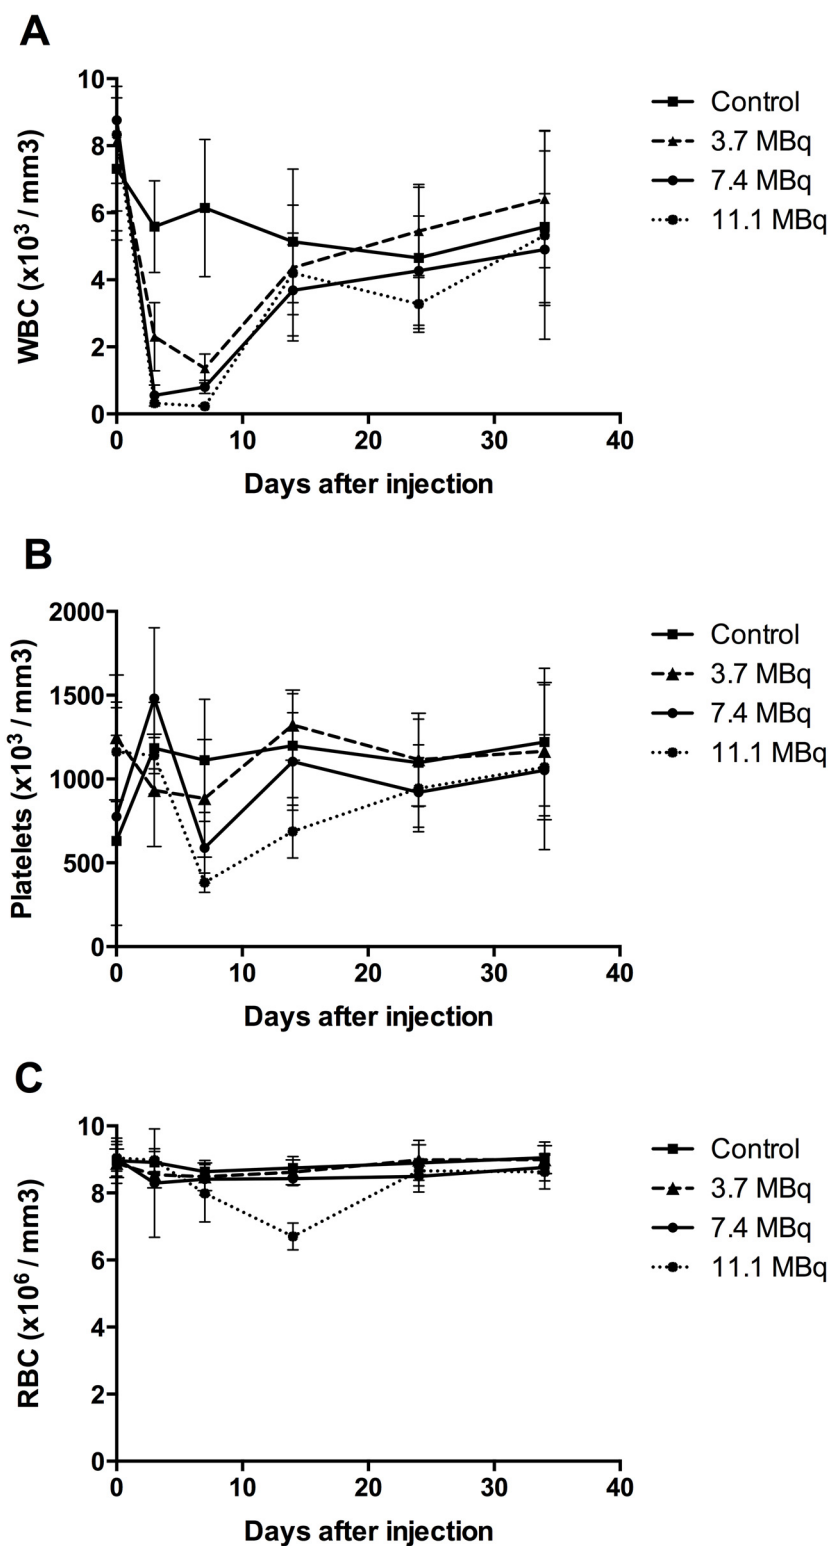 A
WBC (x10³ / mm3)
10
8
6
4
2
0
0 10 20 30 40
Days after injection
Control
3.7 MBq
7.4 MBq
11.1 MBq
B
Platelets (x10³ / mm3)
2000
1500
1000
500
0
0 10 20 30 40
Days after injection
Control
3.7 MBq
7.4 MBq
11.1 MBq
C
RBC (x10⁶ / mm3)
10
8
6
4
2
0
0 10 20 30 40
Days after injection
Control
3.7 MBq
7.4 MBq
11.1 MBq